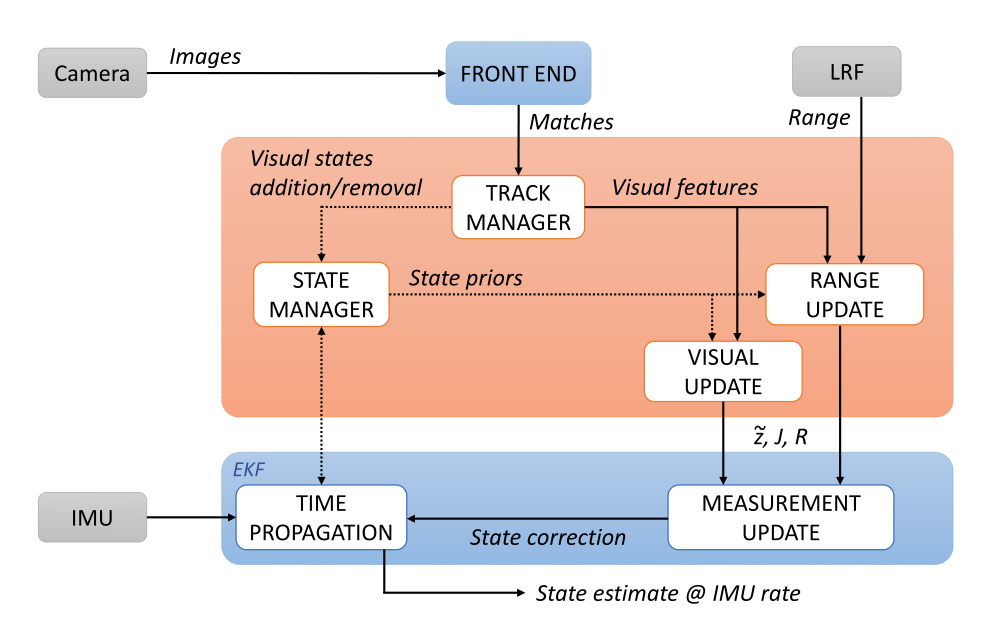 Images
Camera
FRONT END
LRF
Matches
Range
Visual states
addition/removal
TRACK
MANAGER
Visual features
STATE
MANAGER
State priors
RANGE
UPDATE
VISUAL
UPDATE
z̃, J, R
EKF
IMU
TIME
PROPAGATION
State correction
MEASUREMENT
UPDATE
State estimate @ IMU rate